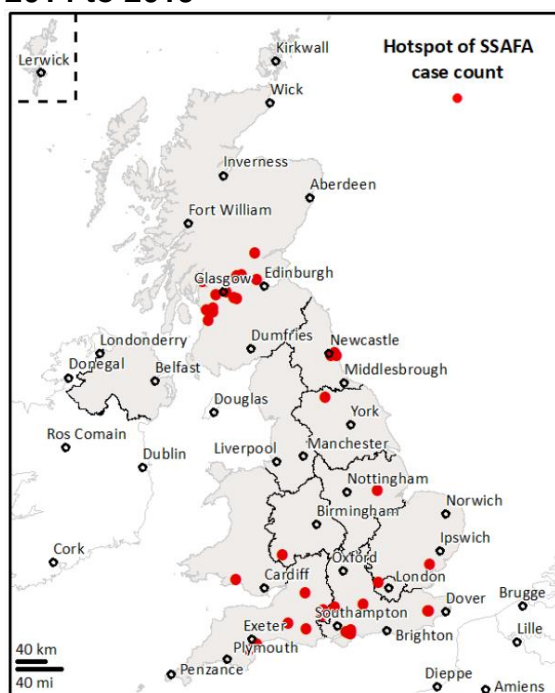 Hotspot of SSAFA
case count
Lerwick
Kirkwall
Wick
Inverness
Aberdeen
Fort William
Glasgow
Edinburgh
Dumfries
Newcastle
Londonderry
Donegal
Belfast
Middlesbrough
Douglas
York
Ros Comain
Dublin
Liverpool
Manchester
Nottingham
Norwich
Birmingham
Ipswich
Cork
Oxford
Cardiff
London
Southampton
Dover
Brugge
Exeter
Brighton
Lille
Plymouth
Penzance
Dieppe
Amiens
40 km
40 mi